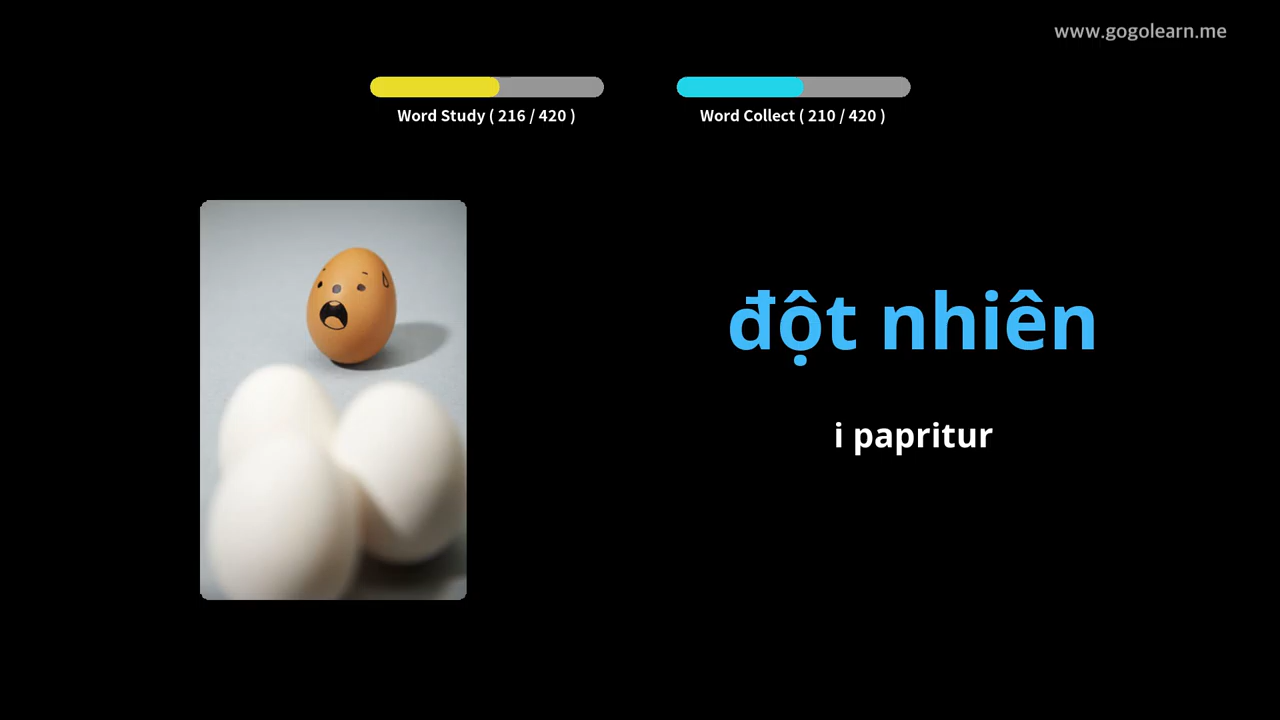 www.gogolearn.me
Word Study ( 216 / 420 )
Word Collect ( 210 / 420 )
đột nhiên
i papritur